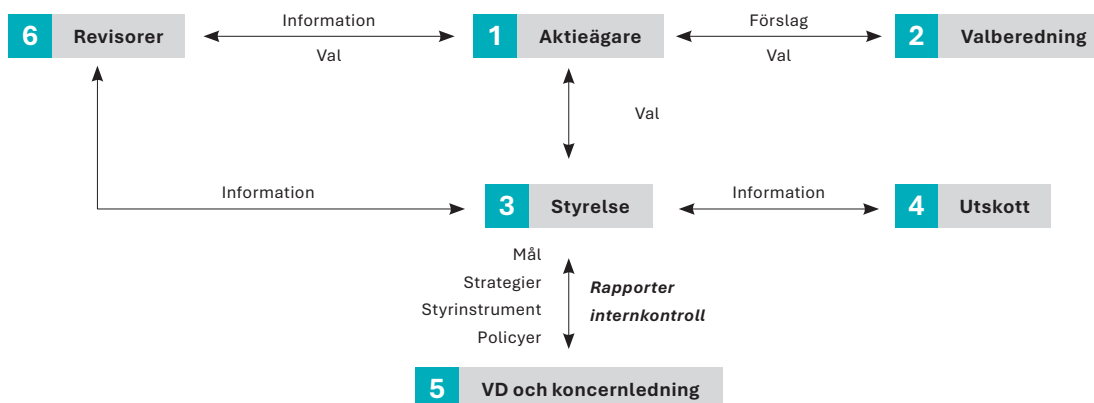 6 Revisorer
Information
Val
1 Aktieägare
Förslag
Val
2 Valberedning
Val
Information
3 Styrelse
Information
4 Utskott
Mål
Strategier
Styrinstrument
Policyer
Rapporter
internkontroll
5 VD och koncernledning